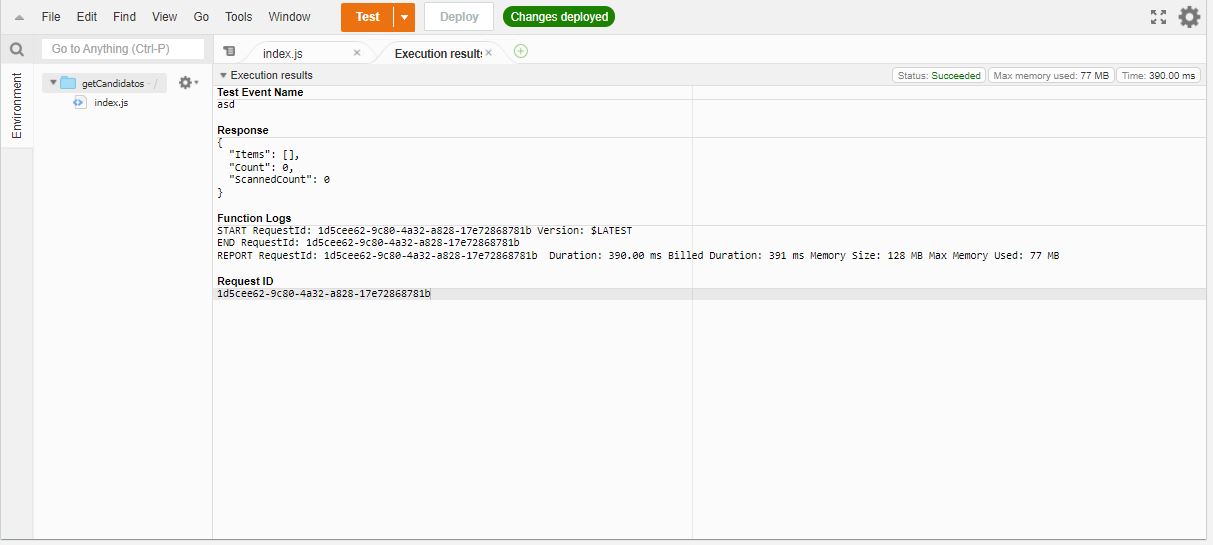 File Edit Find View Go Tools Window Test Deploy Changes deployed
Go to Anything (Ctrl-P)
index.js
Execution results
Environment
getCandidatos - /
index.js
Execution results
Status: Succeeded
Max memory used: 77 MB
Time: 390.00 ms
Test Event Name
asd
Response
{
"Items": [],
"Count": 0,
"ScannedCount": 0
}
Function Logs
START RequestId: 1d5cee62-9c80-4a32-a828-17e72868781b Version: $LATEST
END RequestId: 1d5cee62-9c80-4a32-a828-17e72868781b
REPORT RequestId: 1d5cee62-9c80-4a32-a828-17e72868781b Duration: 390.00 ms Billed Duration: 391 ms Memory Size: 128 MB Max Memory Used: 77 MB
Request ID
1d5cee62-9c80-4a32-a828-17e72868781b